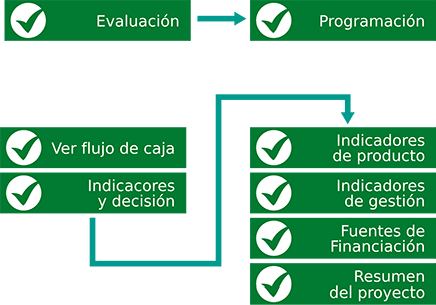 Evaluación
Programación
Ver flujo de caja
Indicacores
y decisión
Indicadores
de producto
Indicadores
de gestión
Fuentes de
Financiación
Resumen
del proyecto